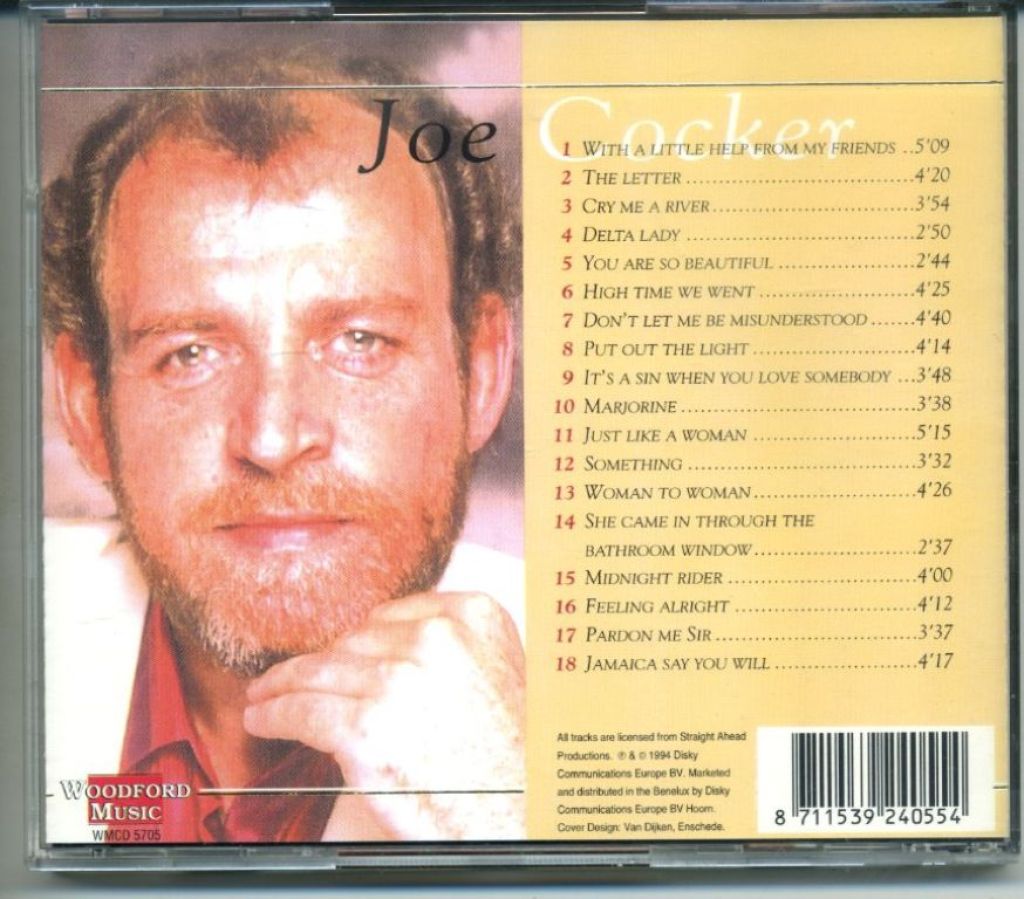 Joe Cocker
1 With a little help from my friends ..5'09
2 The letter ....................................4'20
3 Cry me a river ................................3'54
4 Delta lady ....................................2'50
5 You are so beautiful ........................2'44
6 High time we went ...........................4'25
7 Don't let me be misunderstood .......4'40
8 Put out the light ............................4'14
9 It's a sin when you love somebody ...3'48
10 Marjorine .....................................3'38
11 Just like a woman ............................5'15
12 Something .....................................3'32
13 Woman to woman ............................4'26
14 She came in through the
bathroom window ............................2'37
15 Midnight rider ................................4'00
16 Feeling alright ...............................4'12
17 Pardon me Sir .................................3'37
18 Jamaica say you will ........................4'17
All tracks are licensed from Straight Ahead
Productions. ℗ & © 1994 Disky
Communications Europe BV. Marketed
and distributed in the Benelux by Disky
Communications Europe BV Hoorn.
Cover Design: Van Dijken, Enschede.
8 711539 240554
Woodford
Music
WMCD 5705